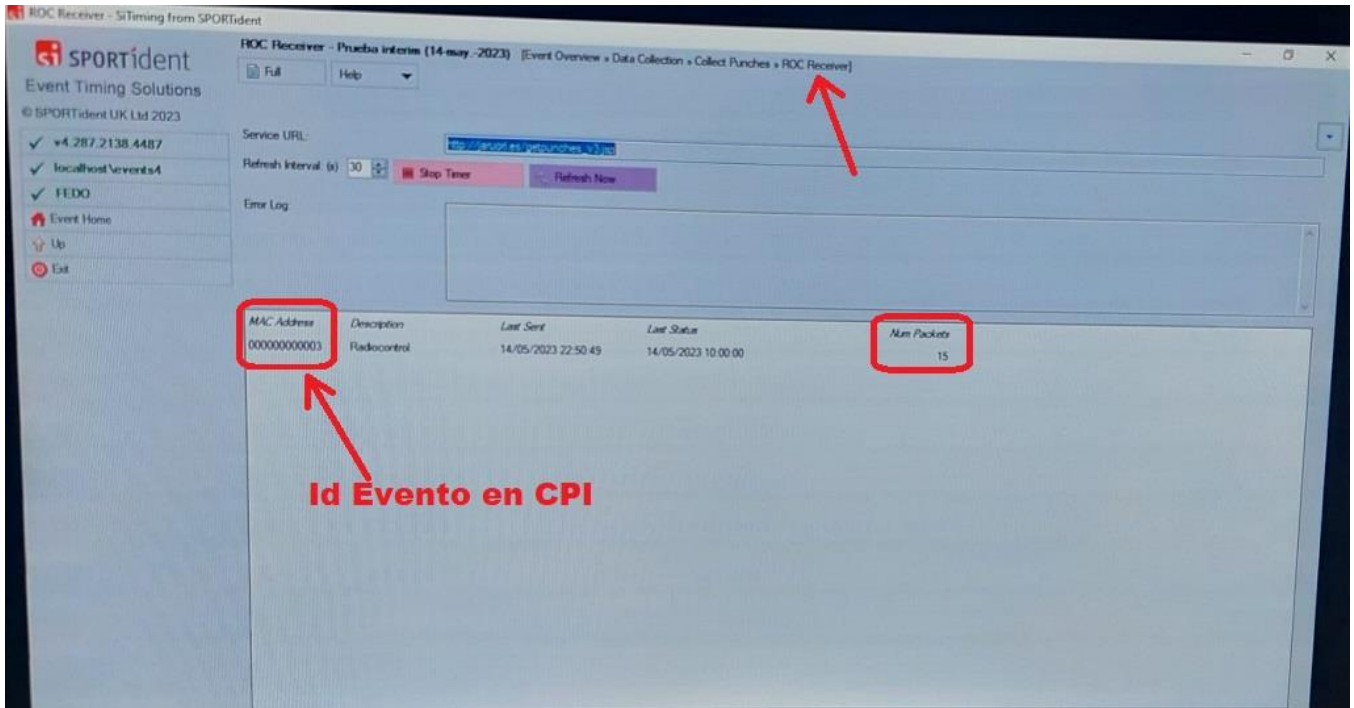 ROC Receiver - SiTiming from SPORTident
si SPORTident
Event Timing Solutions
© SPORTident UK Ltd 2023
v4.287.2138.4487
localhost\events4
FEDO
Event Home
Up
Exit
ROC Receiver - Prueba interim (14-may.-2023) [Event Overview » Data Collection » Collect Punches » ROC Receiver]
Full Help
Service URL:
Refresh Interval: (s) 30 Stop Timer Refresh Now
Error Log:
MAC Address Description Last Sent Last Status Num Packets
000000000003 Radiocontrol 14/05/2023 22:50:49 14/05/2023 10:00:00 15
Id Evento en CPI